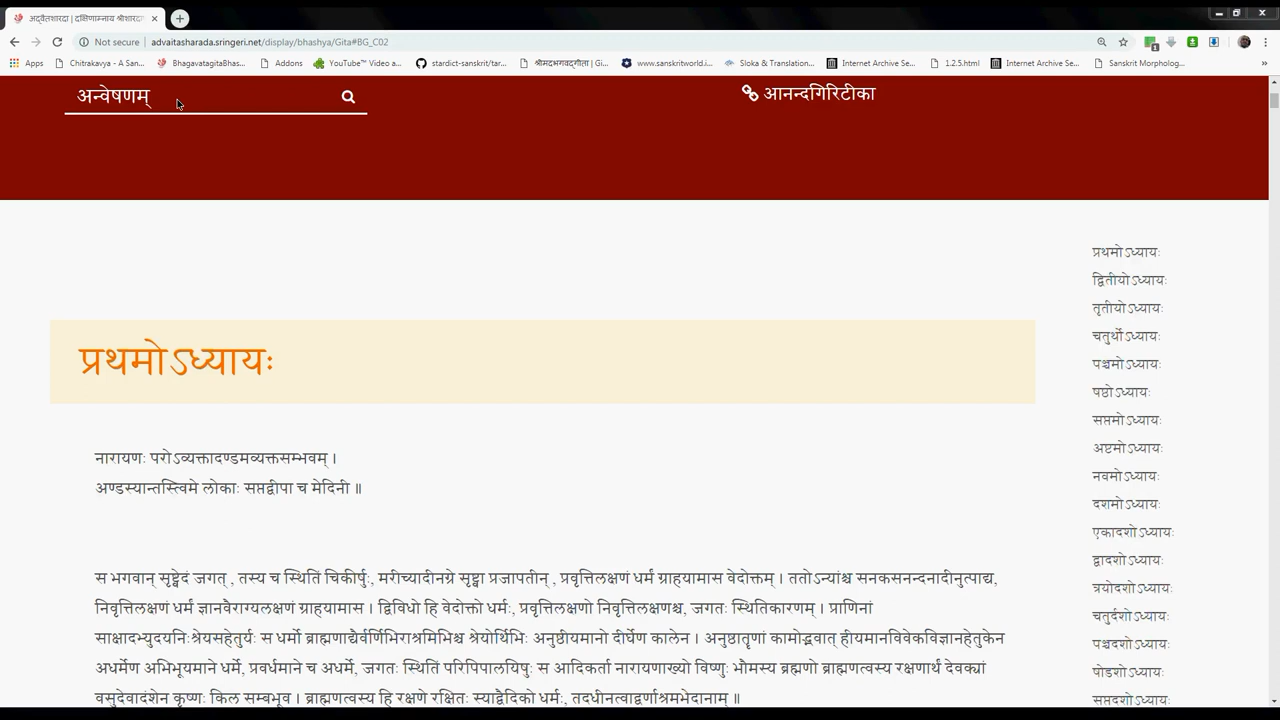 अद्वैतशारदा | दक्षिणाम्नाय श्रीशारदा
Not secure | advaitasharada.sringeri.net/display/bhashya/Gita#BG_C02
Apps Chitrakavya - A San... BhagavatagitaBhas... Addons YouTube™ Video a... stardict-sanskrit/tar... श्रीमदभगवद्गीता | Gi... www.sanskritworld.i... Sloka & Translation... Internet Archive Se... 1.2.5.html Internet Archive Se... Sanskrit Morpholog...
अन्वेषणम्
आनन्दगिरिटीका
प्रथमोऽध्यायः
नारायणः परोऽव्यक्तादण्डमव्यक्तसम्भवम् ।
अण्डस्यान्तस्त्विमे लोकाः सप्तद्वीपा च मेदिनी ॥
स भगवान् सृष्ट्वेदं जगत् , तस्य च स्थितिं चिकीर्षुः, मरीच्यादीनग्रे सृष्ट्वा प्रजापतीन् , प्रवृत्तिलक्षणं धर्मं ग्राहयामास वेदोक्तम् । ततोऽन्यांश्च सनकसनन्दनादीनुत्पाद्य,
निवृत्तिलक्षणं धर्मं ज्ञानवैराग्यलक्षणं ग्राहयामास । द्विविधो हि वेदोक्तो धर्मः, प्रवृत्तिलक्षणो निवृत्तिलक्षणश्च, जगतः स्थितिकारणम् । प्राणिनां
साक्षादभ्युदयनिःश्रेयसहेतुर्यः स धर्मो ब्राह्मणाद्यैर्वर्णिभिराश्रमिभिश्च श्रेयोर्थिभिः अनुष्ठीयमानो दीर्घेण कालेन । अनुष्ठातॄणां कामोद्भवात् हीयमानविवेकविज्ञानहेतुकेन
अधर्मेण अभिभूयमाने धर्मे, प्रवर्धमाने च अधर्मे, जगतः स्थितिं परिपिपालयिषुः स आदिकर्ता नारायणाख्यो विष्णुः भौमस्य ब्रह्मणो ब्राह्मणत्वस्य रक्षणार्थं देवक्यां
वसुदेवादंशेन कृष्णः किल सम्बभूव । ब्राह्मणत्वस्य हि रक्षणे रक्षितः स्याद्वैदिको धर्मः, तदधीनत्वाद्वर्णाश्रमभेदानाम् ॥
प्रथमोऽध्यायः
द्वितीयोऽध्यायः
तृतीयोऽध्यायः
चतुर्थोऽध्यायः
पञ्चमोऽध्यायः
षष्ठोऽध्यायः
सप्तमोऽध्यायः
अष्टमोऽध्यायः
नवमोऽध्यायः
दशमोऽध्यायः
एकादशोऽध्यायः
द्वादशोऽध्यायः
त्रयोदशोऽध्यायः
चतुर्दशोऽध्यायः
पञ्चदशोऽध्यायः
षोडशोऽध्यायः
सप्तदशोऽध्यायः